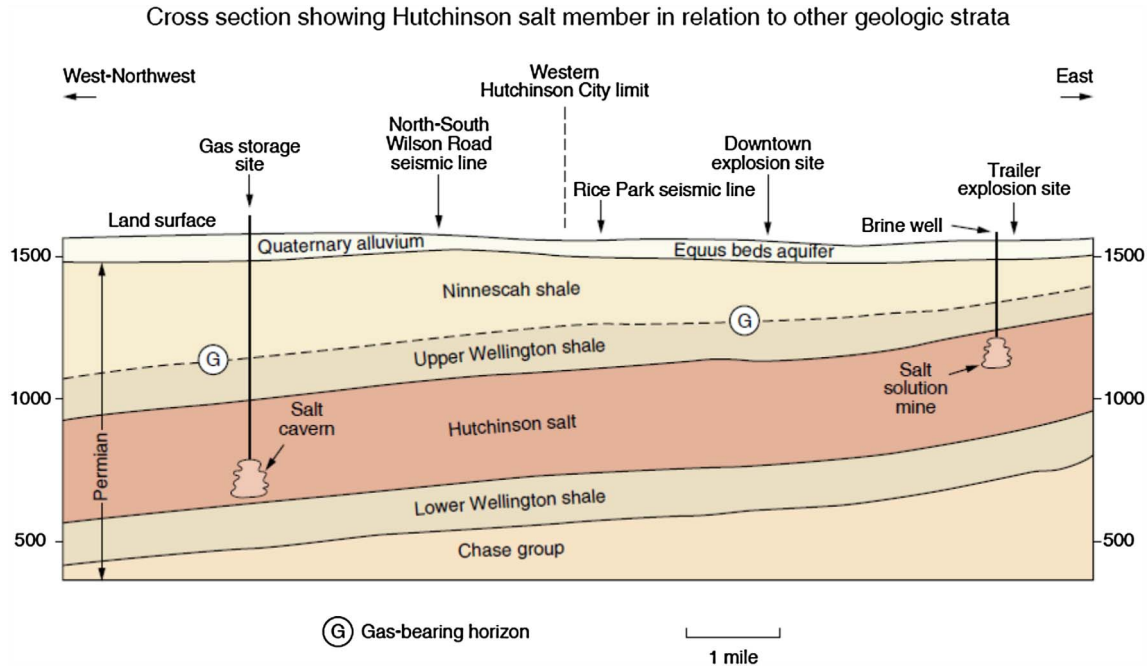 Cross section showing Hutchinson salt member in relation to other geologic strata
West-Northwest
Western
Hutchinson City limit
East
North-South
Wilson Road
seismic line
Gas storage
site
Downtown
explosion site
Trailer
explosion site
Rice Park seismic line
Land surface
Brine well
Quaternary alluvium
Equus beds aquifer
1500
1500
Ninnescah shale
G
G
Upper Wellington shale
1000
1000
Salt
cavern
Salt
solution
mine
Hutchinson salt
Permian
Lower Wellington shale
500
500
Chase group
G Gas-bearing horizon
1 mile